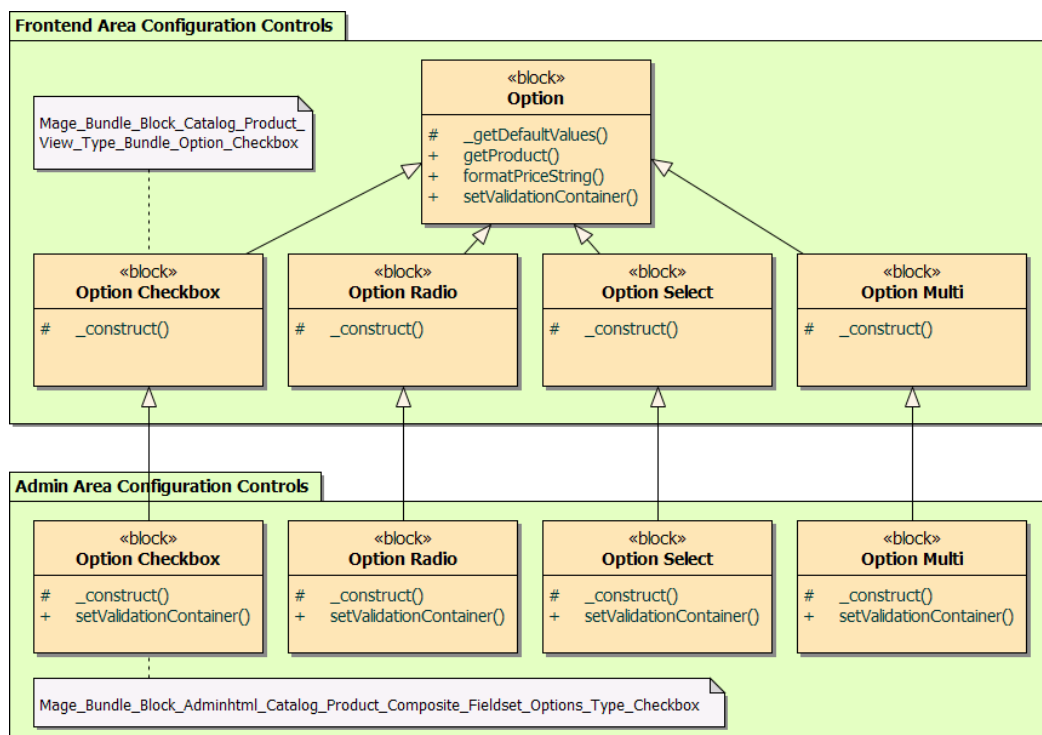 Frontend Area Configuration Controls
«block»
Option
# _getDefaultValues()
+ getProduct()
+ formatPriceString()
+ setValidationContainer()
Mage_Bundle_Block_Catalog_Product_
View_Type_Bundle_Option_Checkbox
«block»
Option Checkbox
# _construct()
«block»
Option Radio
# _construct()
«block»
Option Select
# _construct()
«block»
Option Multi
# _construct()
Admin Area Configuration Controls
«block»
Option Checkbox
# _construct()
+ setValidationContainer()
«block»
Option Radio
# _construct()
+ setValidationContainer()
«block»
Option Select
# _construct()
+ setValidationContainer()
«block»
Option Multi
# _construct()
+ setValidationContainer()
Mage_Bundle_Block_Adminhtml_Catalog_Product_Composite_Fieldset_Options_Type_Checkbox